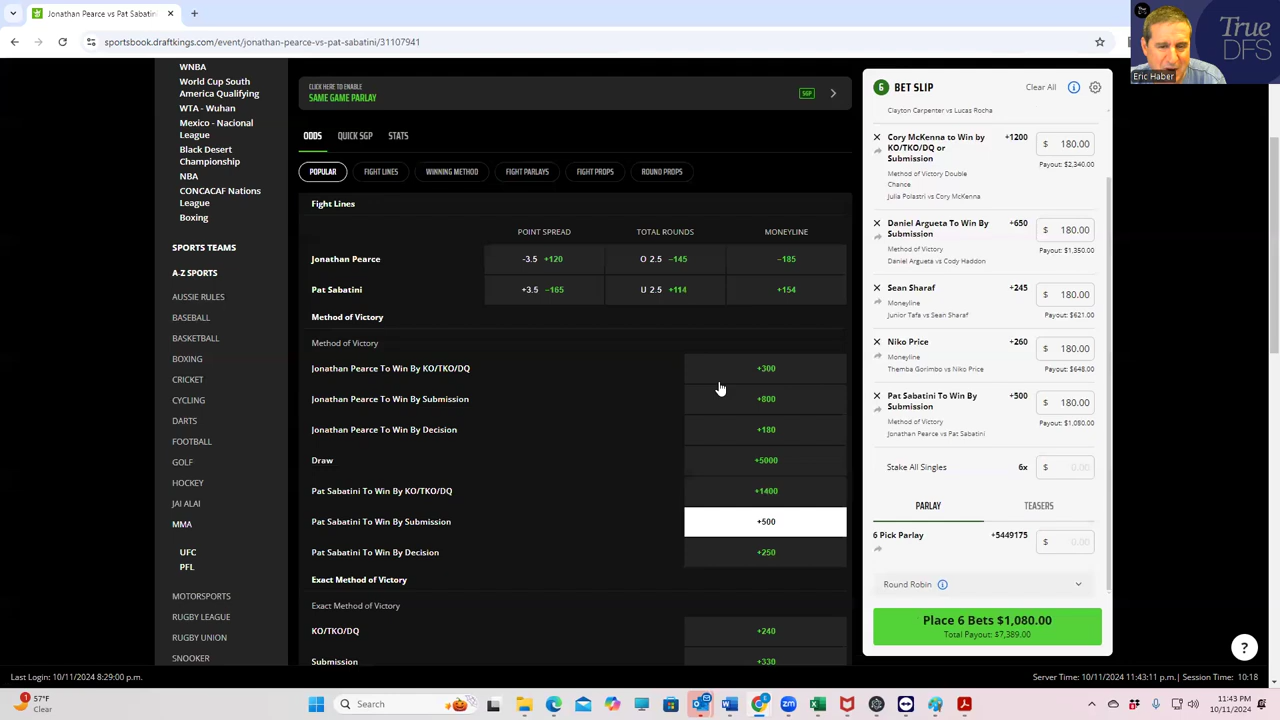 Jonathan Pearce vs Pat Sabatini
sportsbook.draftkings.com/event/jonathan-pearce-vs-pat-sabatini/31107941
True
DFS
Eric Haber
WNBA
World Cup South
America Qualifying
WTA - Wuhan
Mexico - National
League
Black Desert
Championship
NBA
CONCACAF Nations
League
Boxing
SPORTS TEAMS
A-Z SPORTS
AUSSIE RULES
BASEBALL
BASKETBALL
BOXING
CRICKET
CYCLING
DARTS
FOOTBALL
GOLF
HOCKEY
JAI ALAI
MMA
UFC
PFL
MOTORSPORTS
RUGBY LEAGUE
RUGBY UNION
SNOOKER
CLICK HERE TO ENABLE
SAME GAME PARLAY SGP
ODDS QUICK SGP STATS
POPULAR FIGHT LINES WINNING METHOD FIGHT PARLAYS FIGHT PROPS ROUND PROPS
Fight Lines
POINT SPREAD TOTAL ROUNDS MONEYLINE
Jonathan Pearce -3.5 +120 O 2.5 −145 −185
Pat Sabatini +3.5 −165 U 2.5 +114 +154
Method of Victory
Method of Victory
Jonathan Pearce To Win By KO/TKO/DQ +300
Jonathan Pearce To Win By Submission +800
Jonathan Pearce To Win By Decision +180
Draw +5000
Pat Sabatini To Win By KO/TKO/DQ +1400
Pat Sabatini To Win By Submission +500
Pat Sabatini To Win By Decision +250
Exact Method of Victory
Exact Method of Victory
KO/TKO/DQ +240
Submission +330
6 BET SLIP Clear All
Clayton Carpenter vs Lucas Rocha
Cory McKenna to Win by +1200 $ 180.00
KO/TKO/DQ or
Submission Payout: $2,340.00
Method of Victory Double
Chance
Julia Polastri vs Cory McKenna
Daniel Argueta To Win By +650 $ 180.00
Submission
Method of Victory Payout: $1,350.00
Daniel Argueta vs Cody Haddon
Sean Sharaf +245 $ 180.00
Moneyline
Junior Tafa vs Sean Sharaf Payout: $621.00
Niko Price +260 $ 180.00
Moneyline
Themba Gorimbo vs Niko Price Payout: $648.00
Pat Sabatini To Win By +500 $ 180.00
Submission
Method of Victory Payout: $1,080.00
Jonathan Pearce vs Pat Sabatini
Stake All Singles 6x $ 0.00
PARLAY TEASERS
6 Pick Parlay +5449175 $ 0.00
Round Robin
Place 6 Bets $1,080.00
Total Payout: $7,389.00
?
Last Login: 10/11/2024 8:29:00 p.m. Server Time: 10/11/2024 11:43:11 p.m. | Session Time: 10:18
1 57°F
Clear
Search
11:43 PM
10/11/2024